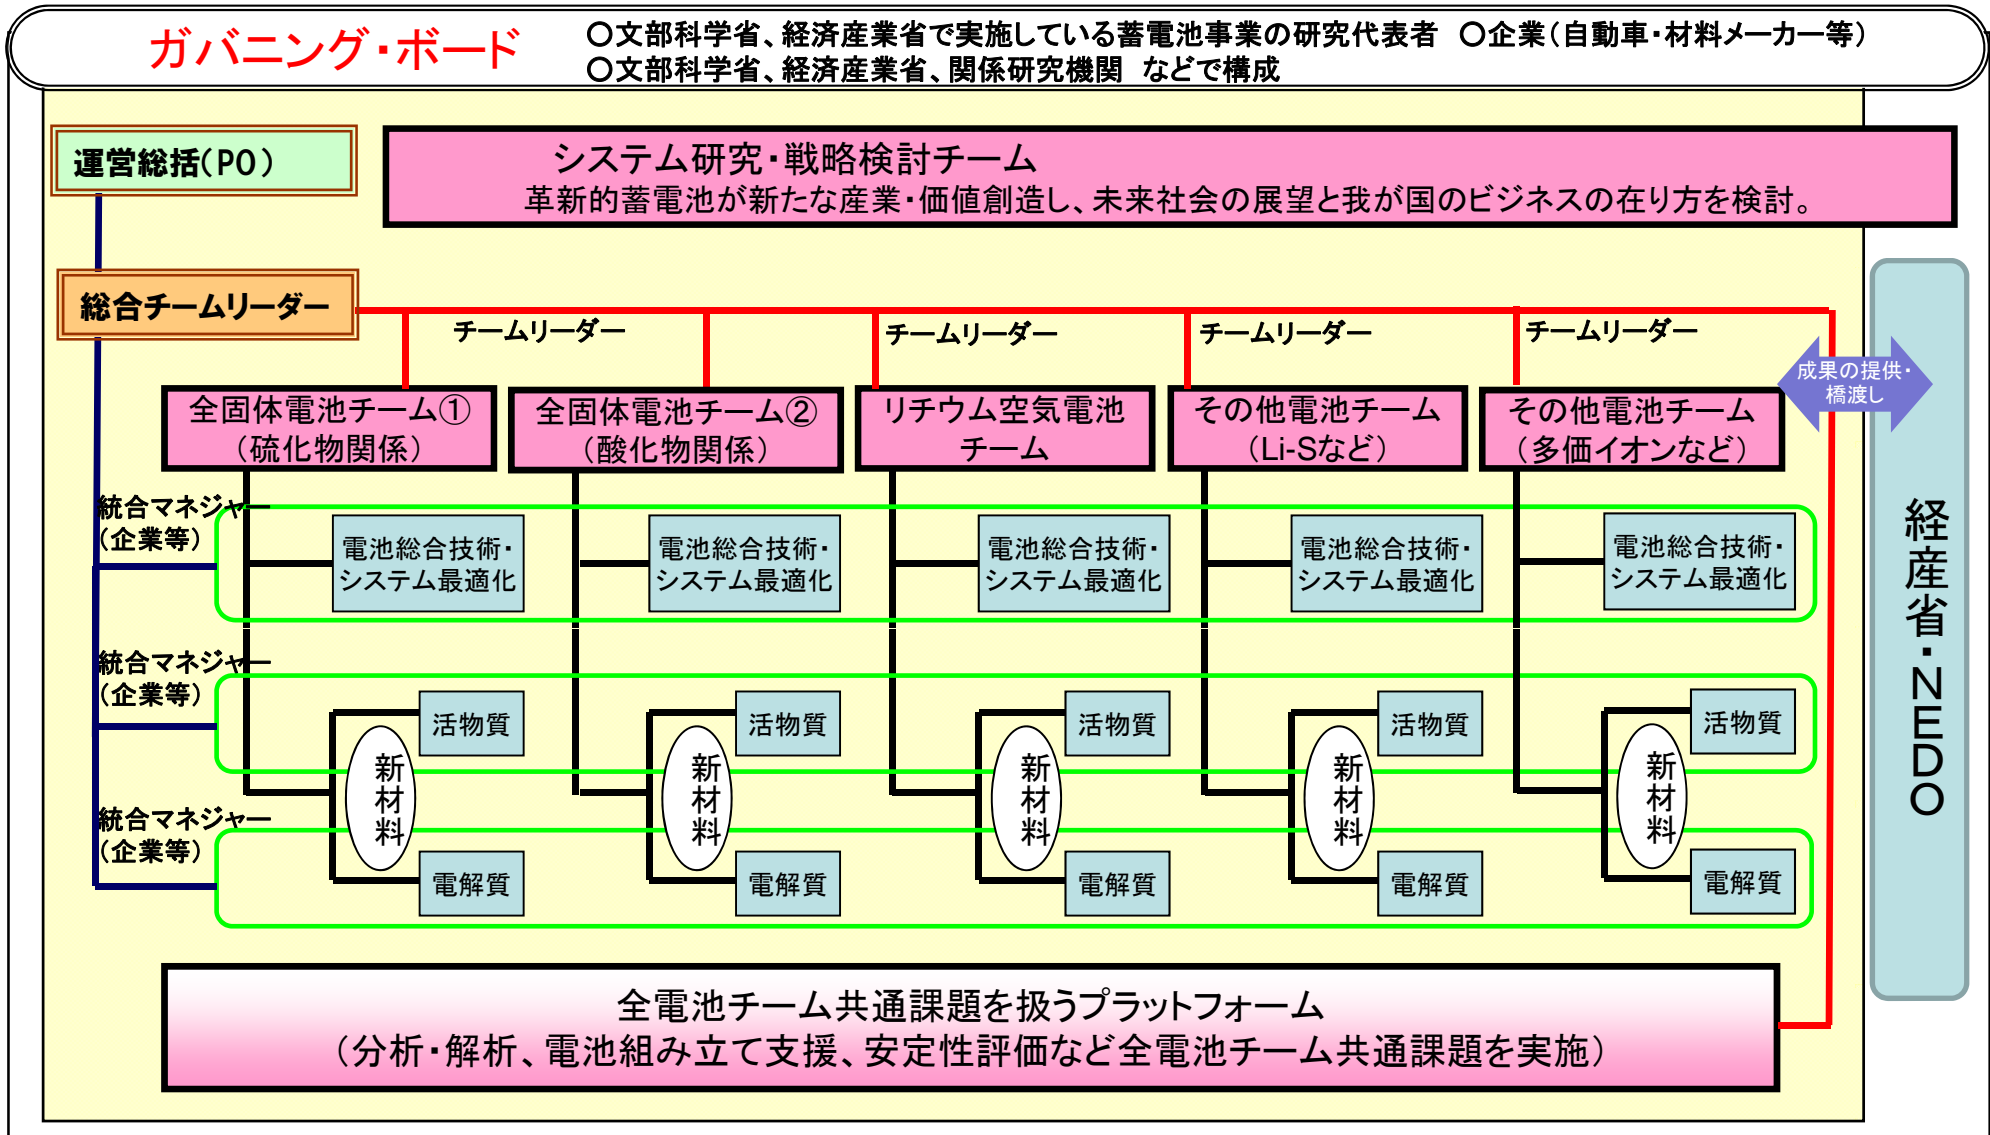 ガバニング・ボード
○文部科学省、経済産業省で実施している蓄電池事業の研究代表者 ○企業（自動車・材料メーカー等）
○文部科学省、経済産業省、関係研究機関 などで構成
運営総括（PO）
システム研究・戦略検討チーム
革新的蓄電池が新たな産業・価値創造し、未来社会の展望と我が国のビジネスの在り方を検討。
総合チームリーダー
チームリーダー
チームリーダー
チームリーダー
チームリーダー
成果の提供・
橋渡し
全固体電池チーム①
（硫化物関係）
全固体電池チーム②
（酸化物関係）
リチウム空気電池
チーム
その他電池チーム
（Li-Sなど）
その他電池チーム
（多価イオンなど）
経産省・NEDO
統合マネジャー
（企業等）
電池総合技術・
システム最適化
電池総合技術・
システム最適化
電池総合技術・
システム最適化
電池総合技術・
システム最適化
電池総合技術・
システム最適化
統合マネジャー
（企業等）
活物質
活物質
活物質
活物質
活物質
新材料
新材料
新材料
新材料
新材料
統合マネジャー
（企業等）
電解質
電解質
電解質
電解質
電解質
全電池チーム共通課題を扱うプラットフォーム
（分析・解析、電池組み立て支援、安定性評価など全電池チーム共通課題を実施）